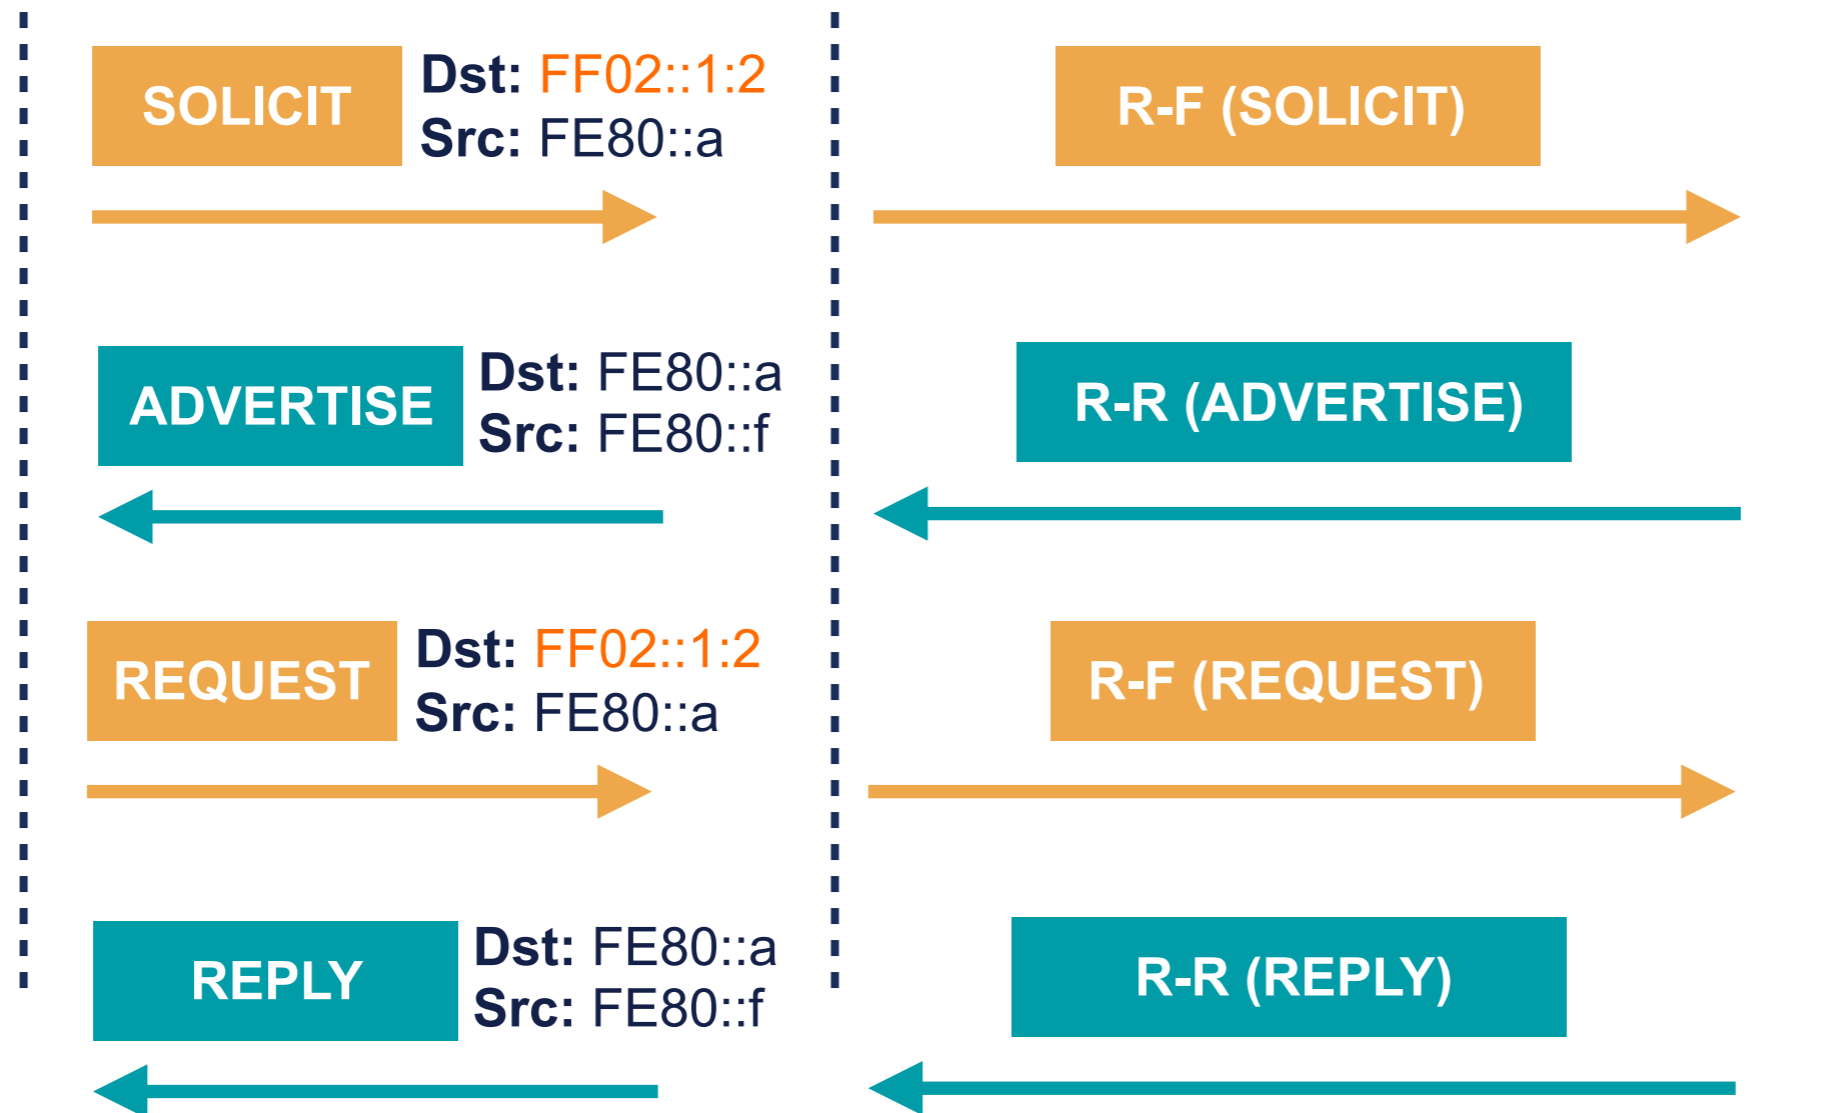 SOLICIT
Dst: FF02::1:2
Src: FE80::a
R-F (SOLICIT)
ADVERTISE
Dst: FE80::a
Src: FE80::f
R-R (ADVERTISE)
REQUEST
Dst: FF02::1:2
Src: FE80::a
R-F (REQUEST)
REPLY
Dst: FE80::a
Src: FE80::f
R-R (REPLY)